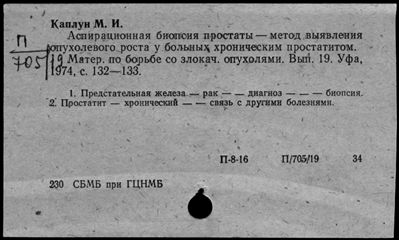 Каплун М. И.
Аспирационная биопсия простаты — метод выявления
опухолевого роста у больных хроническим простатитом.
Матер. по борьбе со злокач. опухолями. Вып. 19. Уфа,
1974, с. 132—133.
П
705/19
1. Предстательная железа — рак — — диагноз — — — биопсия.
2. Простатит — хронический — — связь с другими болезнями.
П-8-16 П/705/19 34
230 СБМБ при ГЦНМБ